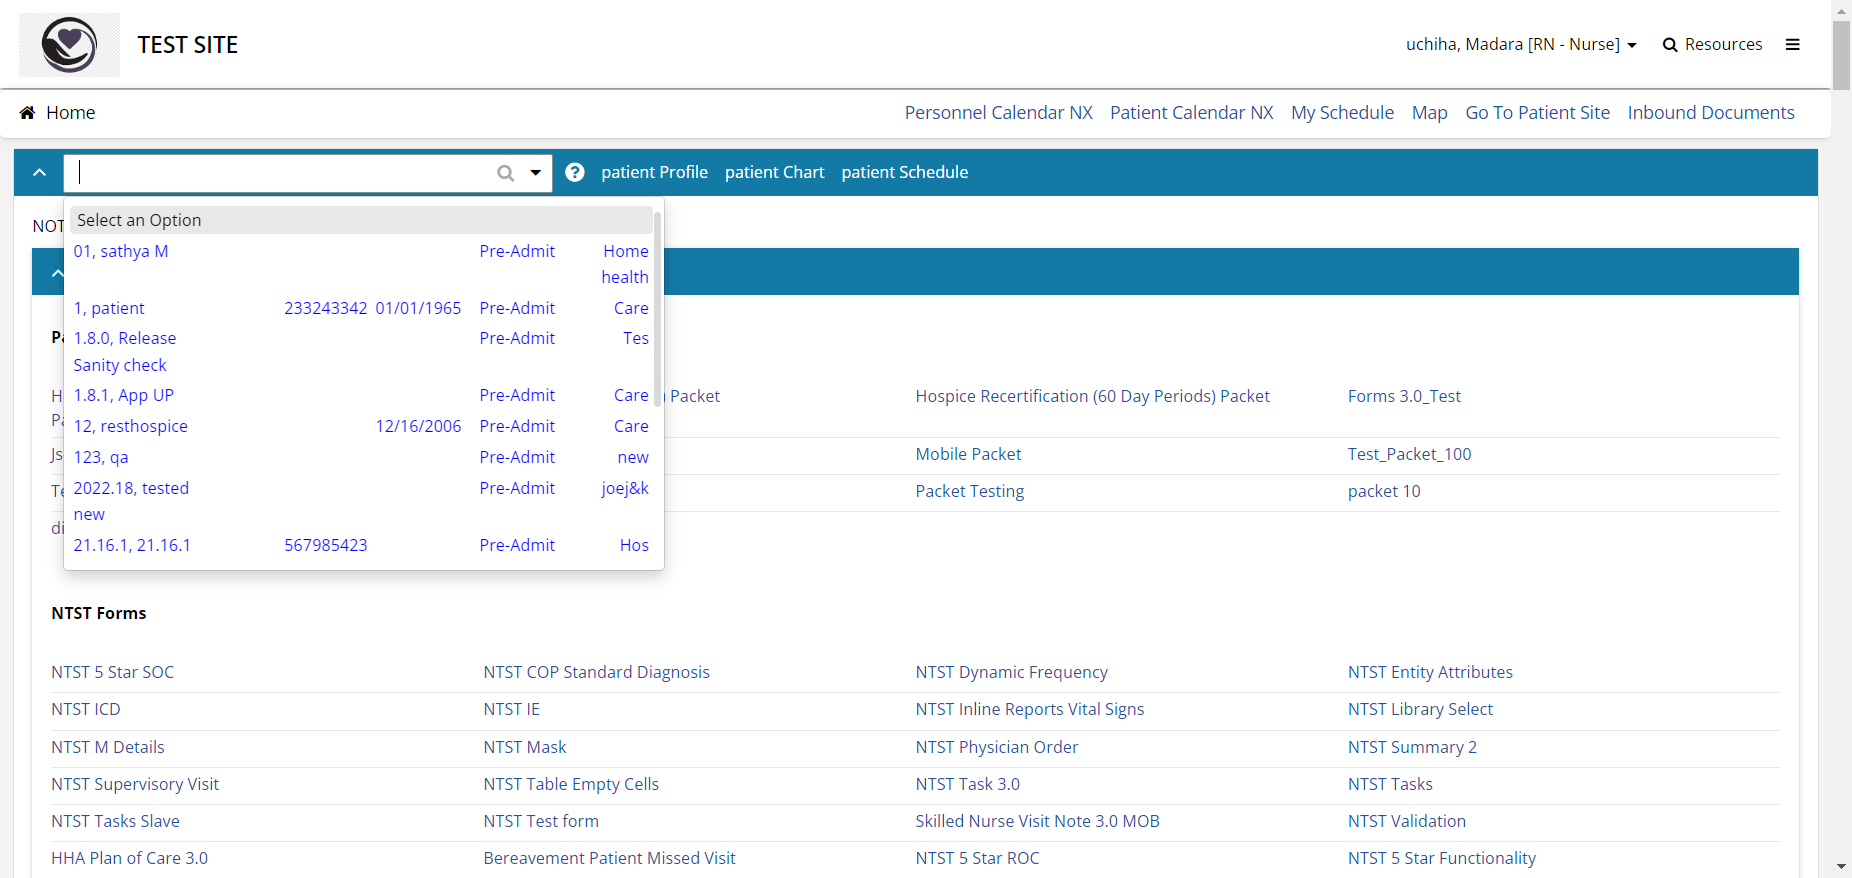 TEST SITE
uchiha, Madara [RN - Nurse]
Resources
Home
Personnel Calendar NX Patient Calendar NX My Schedule Map Go To Patient Site Inbound Documents
patient Profile patient Chart patient Schedule
NOT
Select an Option
01, sathya M Pre-Admit Home
health
1, patient 233243342 01/01/1965 Pre-Admit Care
1.8.0, Release Pre-Admit Tes
Sanity check
1.8.1, App UP Pre-Admit Care
12, resthospice 12/16/2006 Pre-Admit Care
123, qa Pre-Admit new
2022.18, tested Pre-Admit joej&k
new
21.16.1, 21.16.1 567985423 Pre-Admit Hos
Packet Hospice Recertification (60 Day Periods) Packet Forms 3.0_Test
Mobile Packet Test_Packet_100
Packet Testing packet 10
NTST Forms
NTST 5 Star SOC NTST COP Standard Diagnosis NTST Dynamic Frequency NTST Entity Attributes
NTST ICD NTST IE NTST Inline Reports Vital Signs NTST Library Select
NTST M Details NTST Mask NTST Physician Order NTST Summary 2
NTST Supervisory Visit NTST Table Empty Cells NTST Task 3.0 NTST Tasks
NTST Tasks Slave NTST Test form Skilled Nurse Visit Note 3.0 MOB NTST Validation
HHA Plan of Care 3.0 Bereavement Patient Missed Visit NTST 5 Star ROC NTST 5 Star Functionality